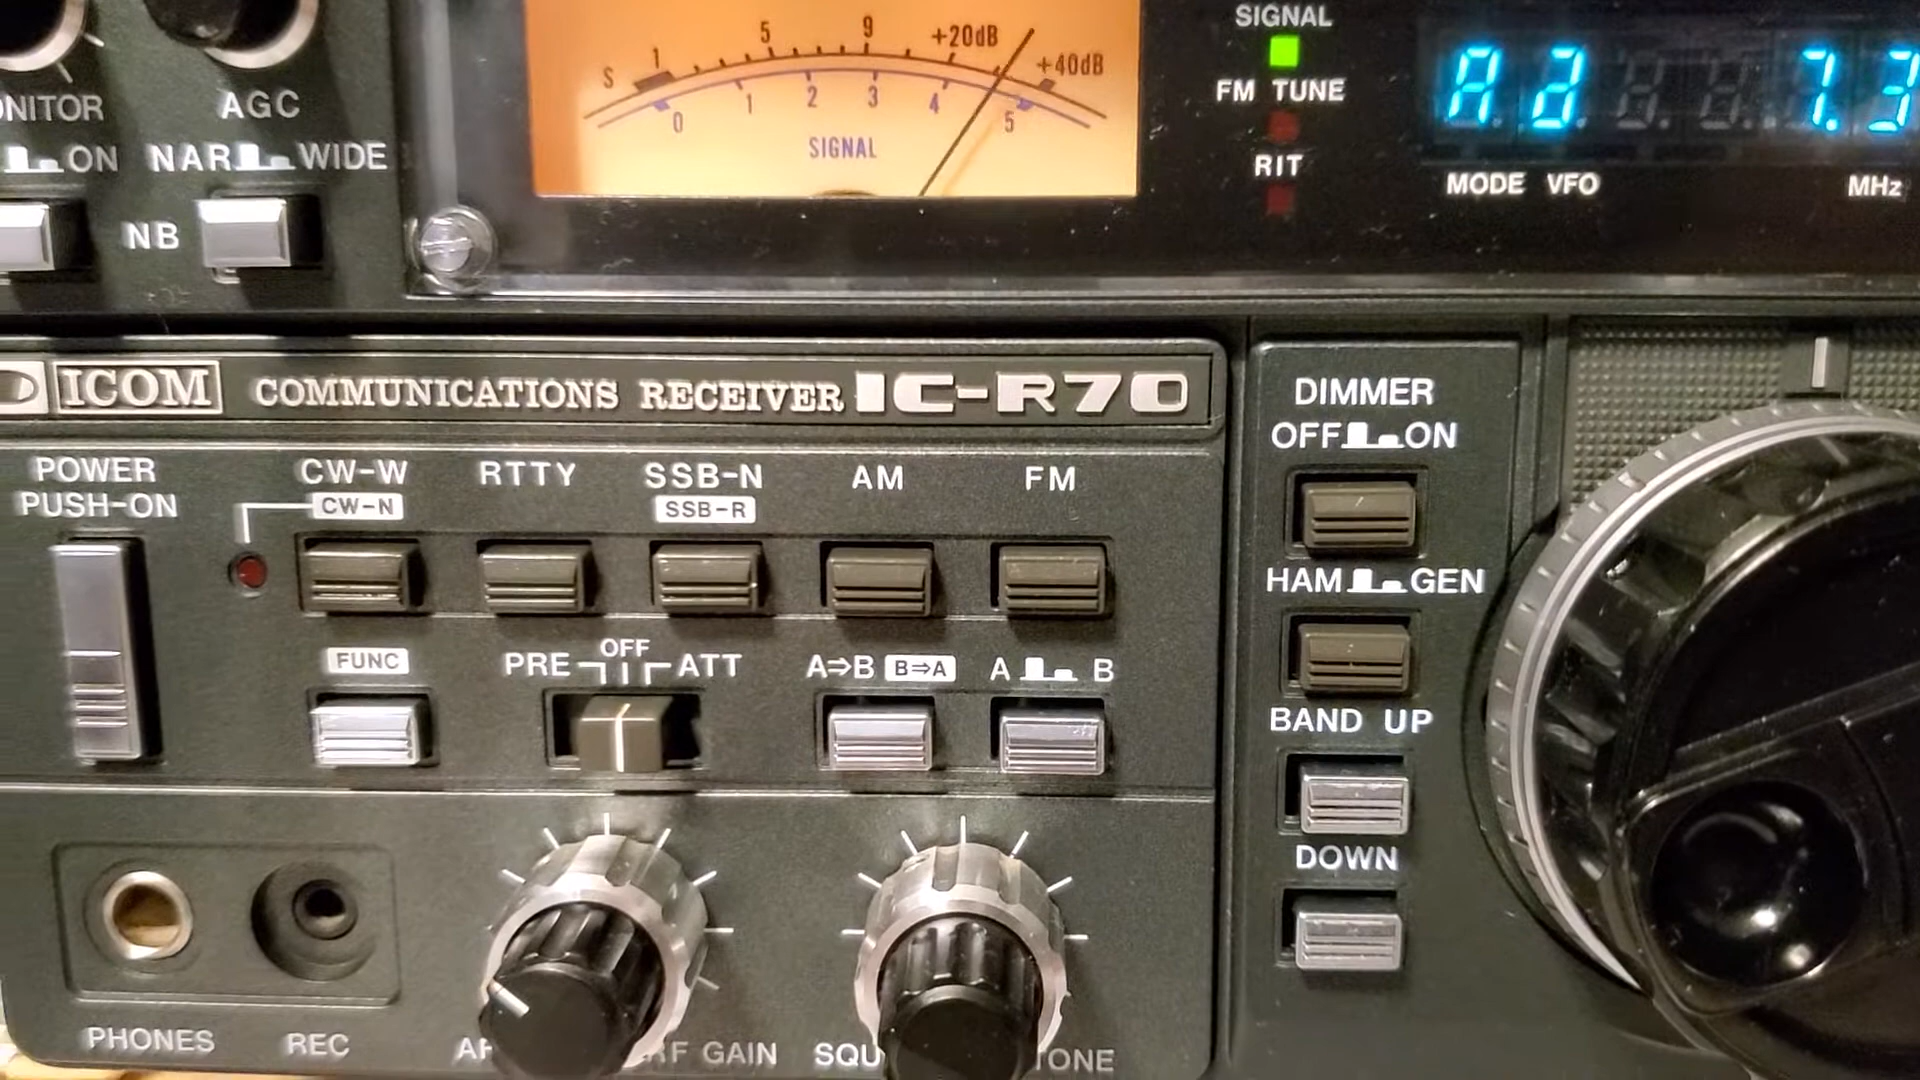 SIGNAL
S 1 5 9 +20dB +40dB
0 1 2 3 4 5
SIGNAL
FM TUNE
RIT
7.3
MODE VFO
MHz
AGC
ON
NAR WIDE
NB
ICOM COMMUNICATIONS RECEIVER IC-R70
POWER
PUSH-ON
CW-W RTTY SSB-N AM FM
CW-N SSB-R
FUNC
PRE OFF ATT
A⇒B B⇒A
A B
DIMMER
OFF ON
HAM GEN
BAND UP
DOWN
PHONES REC
RF GAIN